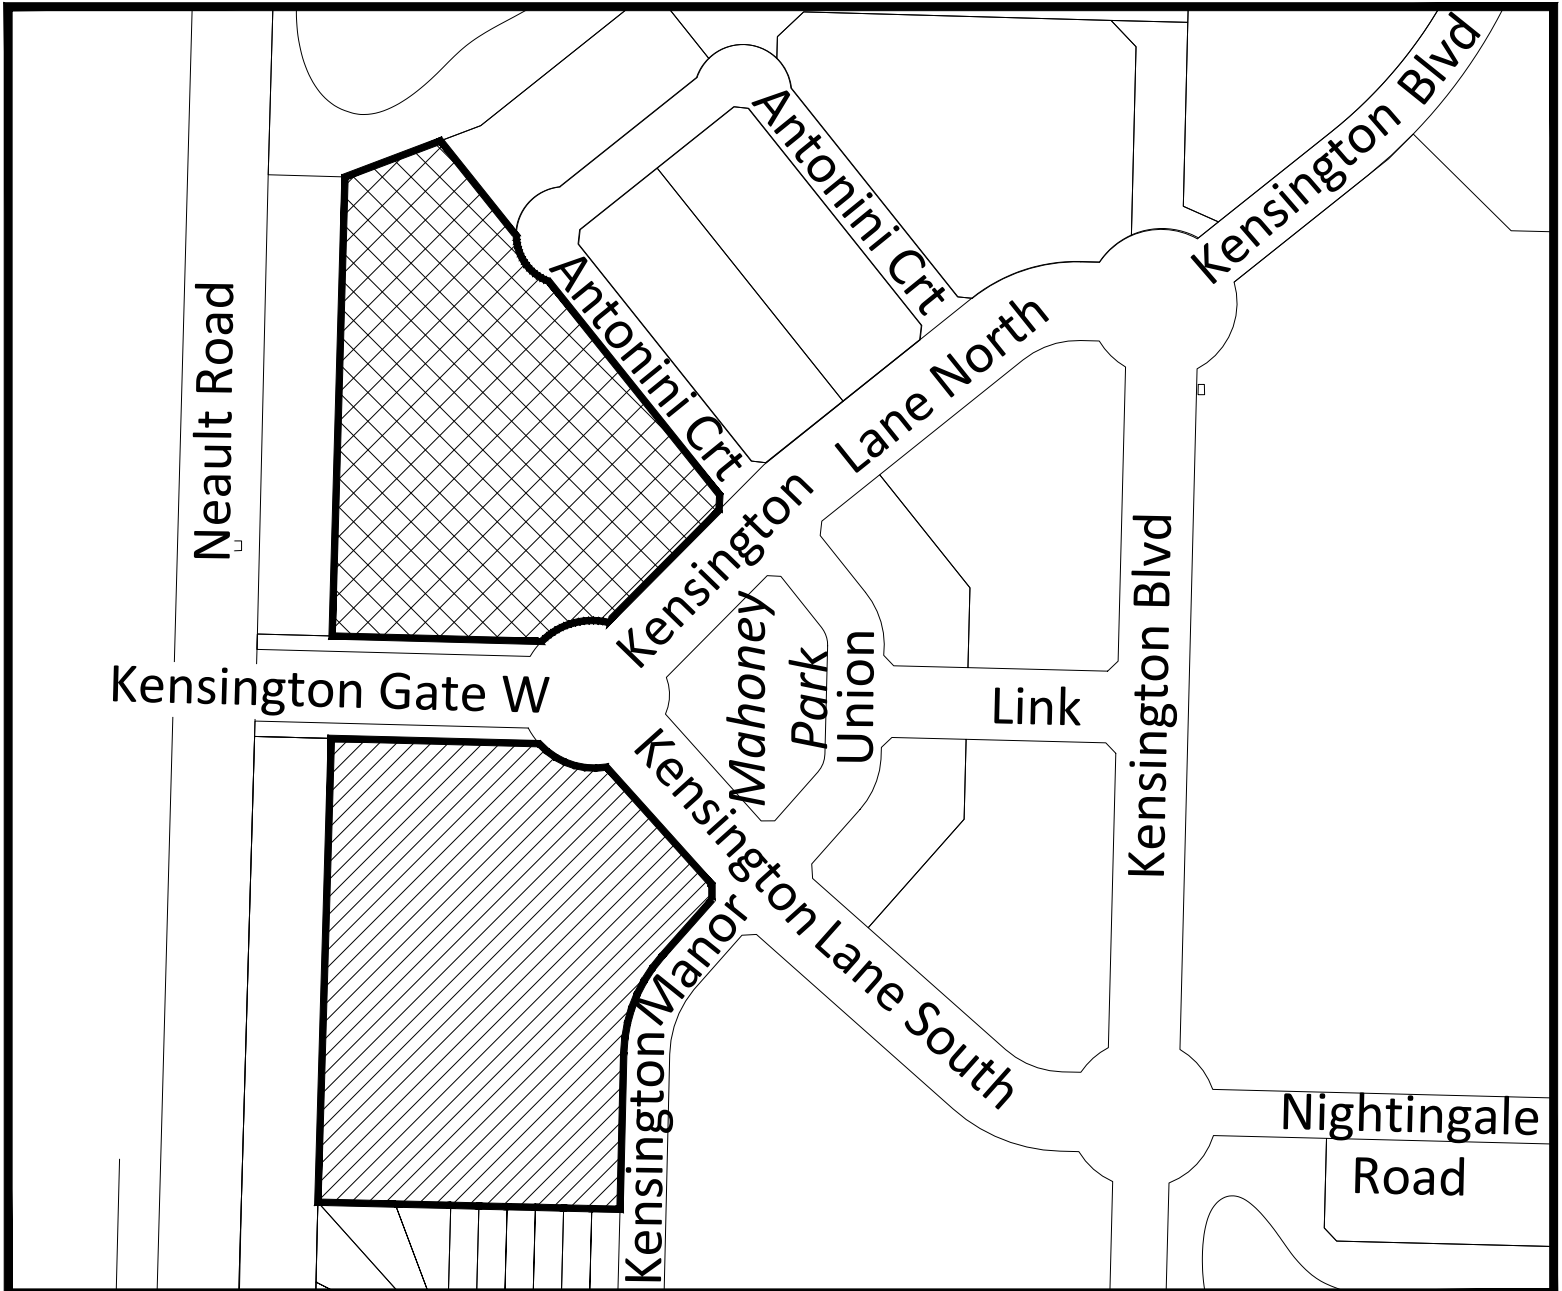 Kensington Blvd
Antonini Crt
Antonini Crt
Neault Road
Kensington Lane North
Kensington Blvd
Mahoney
Park
Union Link
Kensington Gate W
Kensington Lane South
Kensington Manor
Nightingale
Road